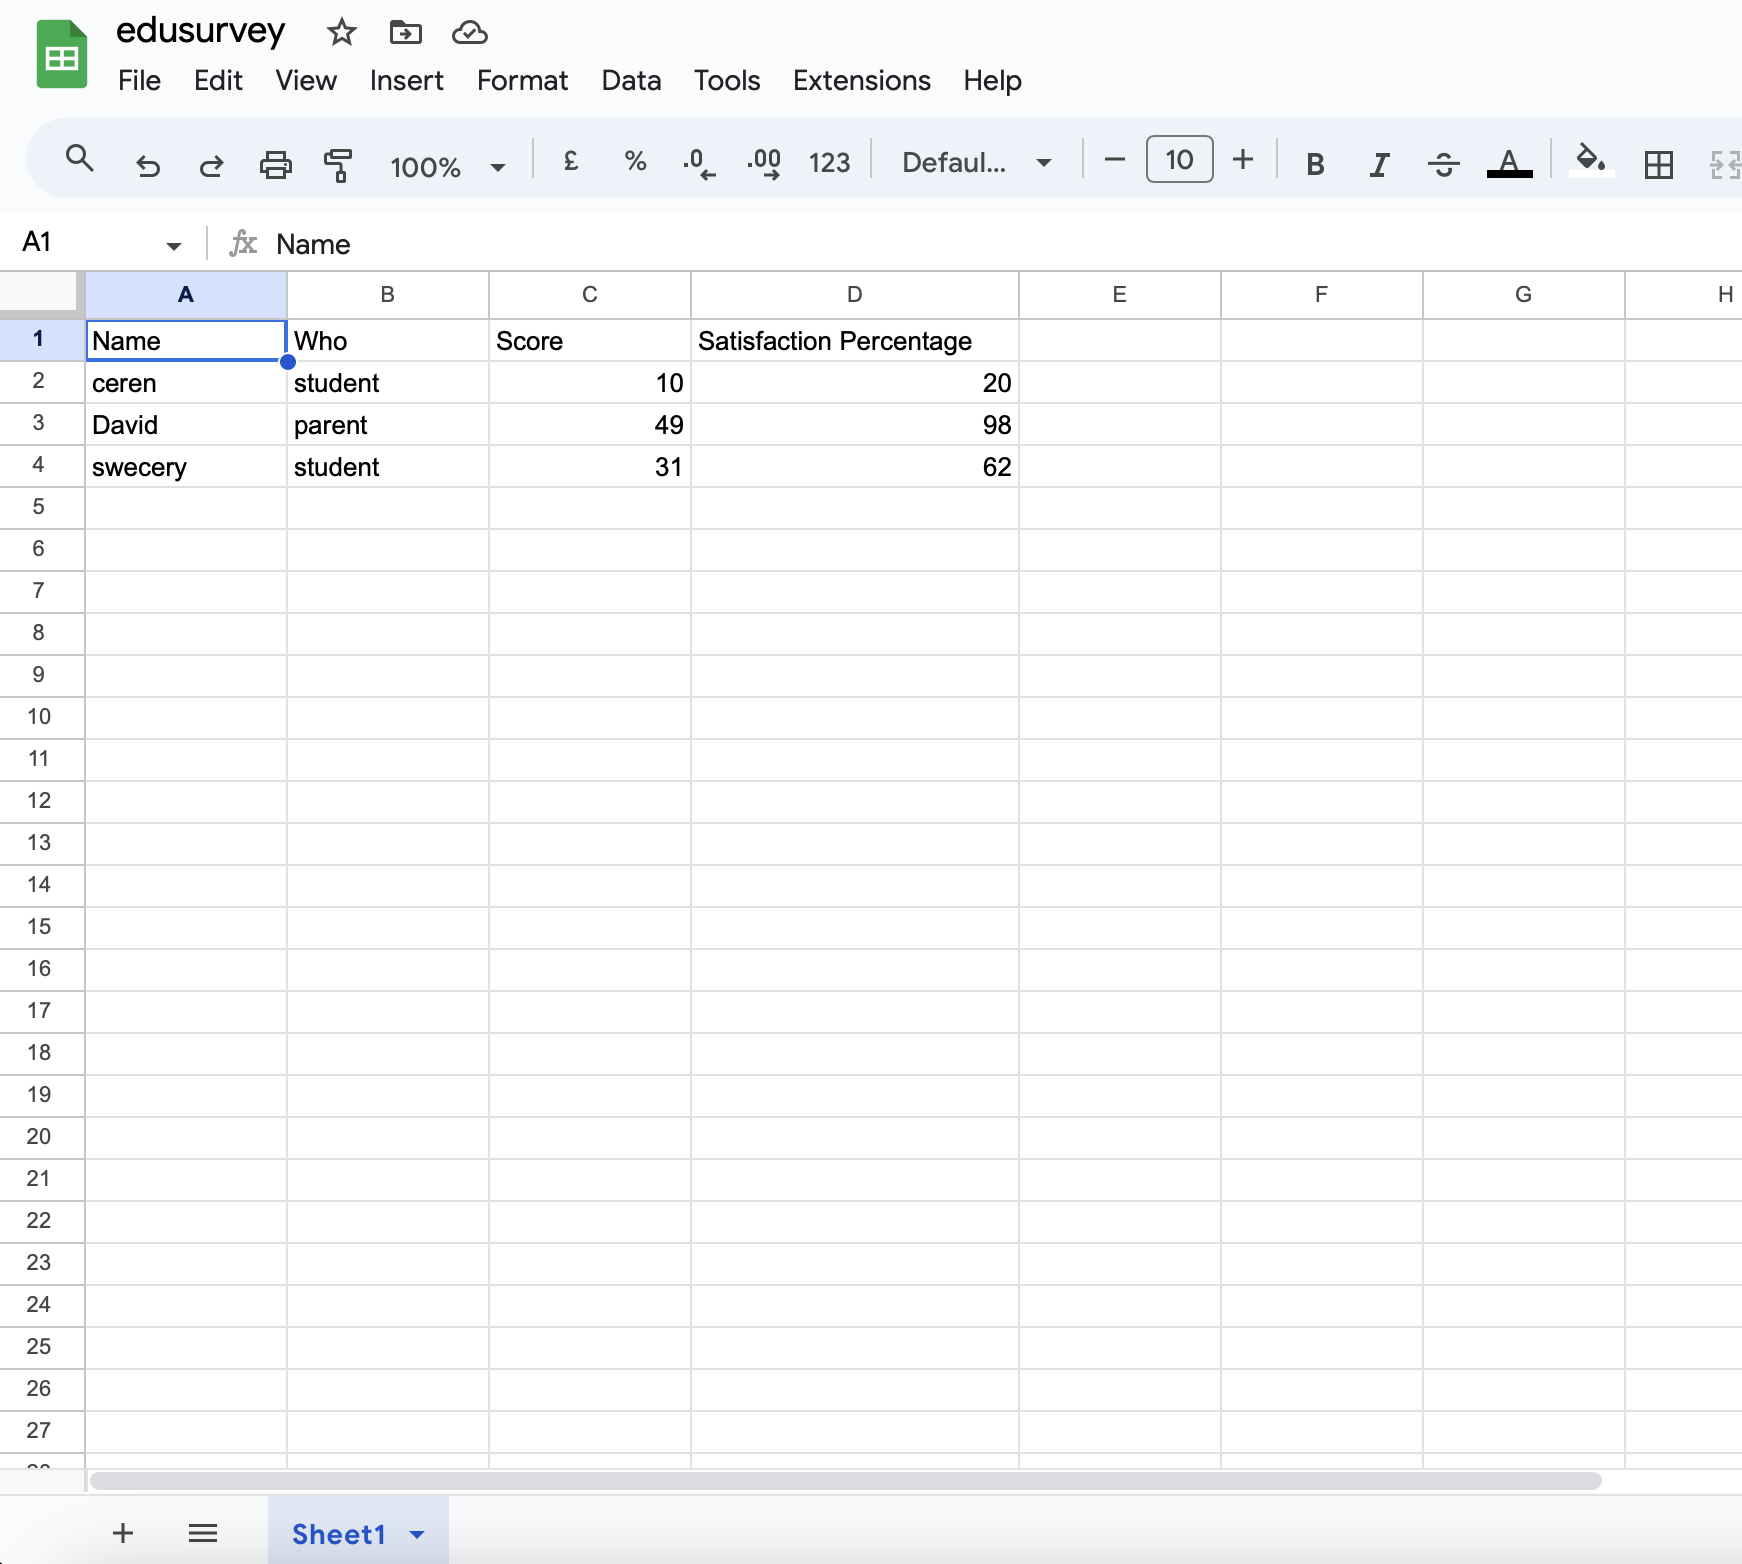 edusurvey
File Edit View Insert Format Data Tools Extensions Help
100% £ % .0 .00 123 Defaul... − 10 + B I S A
A1 fx Name
A B C D E F G H
1 Name Who Score Satisfaction Percentage
2 ceren student 10 20
3 David parent 49 98
4 swecery student 31 62
5
6
7
8
9
10
11
12
13
14
15
16
17
18
19
20
21
22
23
24
25
26
27
+ Sheet1